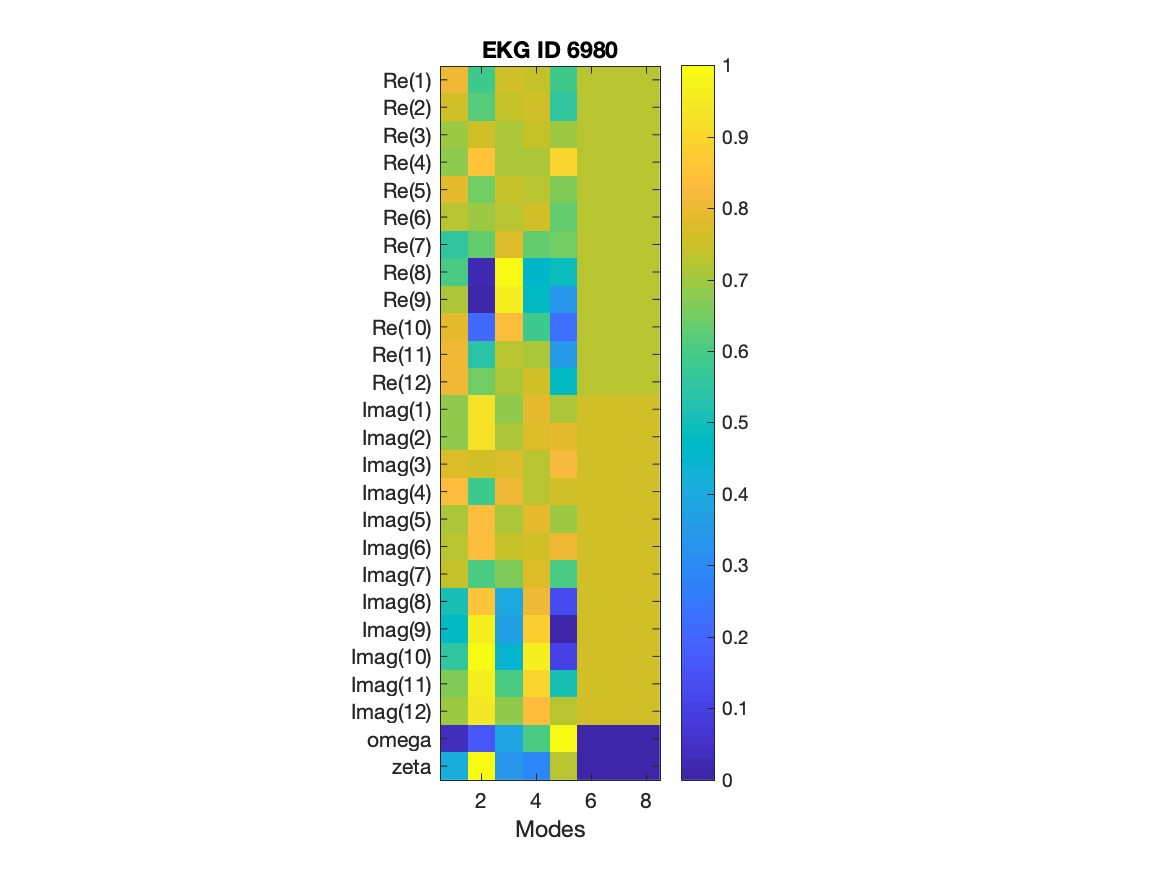 EKG ID 6980
Re(1)
Re(2)
Re(3)
Re(4)
Re(5)
Re(6)
Re(7)
Re(8)
Re(9)
Re(10)
Re(11)
Re(12)
Imag(1)
Imag(2)
Imag(3)
Imag(4)
Imag(5)
Imag(6)
Imag(7)
Imag(8)
Imag(9)
Imag(10)
Imag(11)
Imag(12)
omega
zeta
2 4 6 8
Modes
1
0.9
0.8
0.7
0.6
0.5
0.4
0.3
0.2
0.1
0